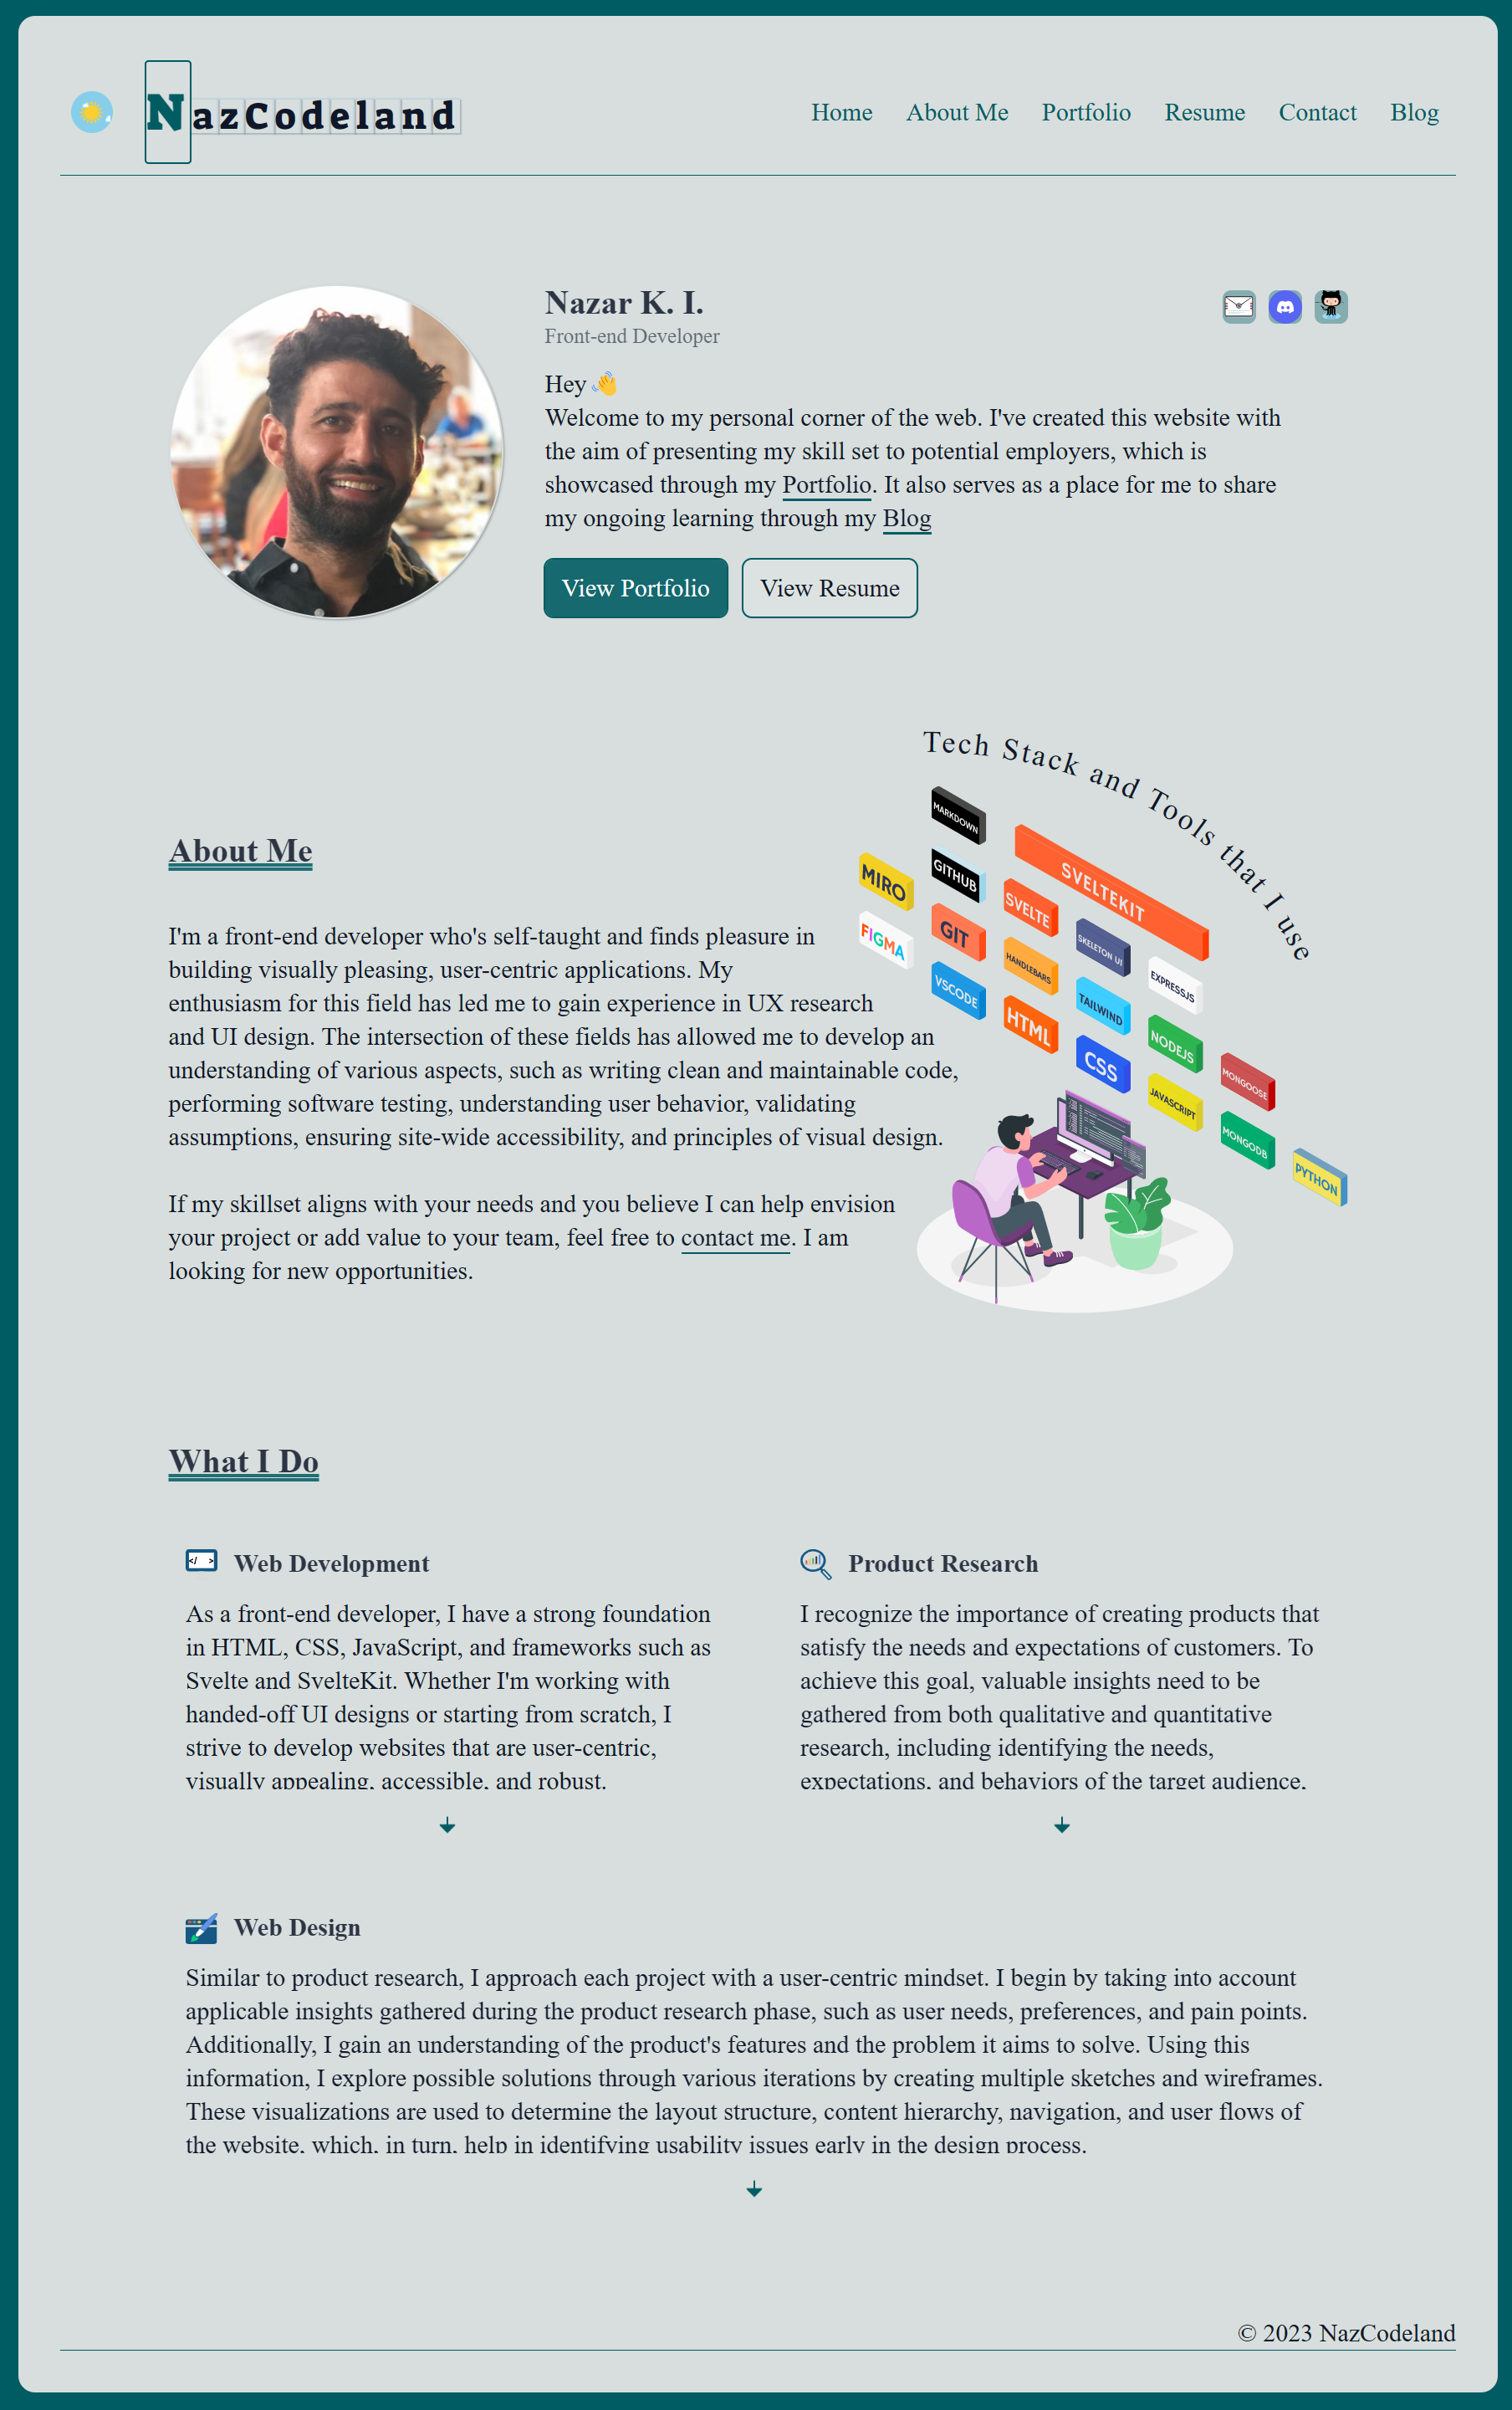 NazCodeland
Home About Me Portfolio Resume Contact Blog
Nazar K. I.
Front-end Developer
Hey 👋
Welcome to my personal corner of the web. I've created this website with
the aim of presenting my skill set to potential employers, which is
showcased through my Portfolio. It also serves as a place for me to share
my ongoing learning through my Blog
View Portfolio View Resume
Tech Stack and Tools that I use
MARKDOWN
SVELTEKIT
MIRO
GITHUB
SVELTE
SKELETON UI
EXPRESSJS
FIGMA
GIT
HANDLEBARS
TAILWIND
NODEJS
MONGOOSE
VSCODE
HTML
CSS
JAVASCRIPT
MONGODB
PYTHON
About Me
I'm a front-end developer who's self-taught and finds pleasure in
building visually pleasing, user-centric applications. My
enthusiasm for this field has led me to gain experience in UX research
and UI design. The intersection of these fields has allowed me to develop an
understanding of various aspects, such as writing clean and maintainable code,
performing software testing, understanding user behavior, validating
assumptions, ensuring site-wide accessibility, and principles of visual design.
If my skillset aligns with your needs and you believe I can help envision
your project or add value to your team, feel free to contact me. I am
looking for new opportunities.
What I Do
</> Web Development
As a front-end developer, I have a strong foundation
in HTML, CSS, JavaScript, and frameworks such as
Svelte and SvelteKit. Whether I'm working with
handed-off UI designs or starting from scratch, I
strive to develop websites that are user-centric,
visually appealing, accessible, and robust.
Product Research
I recognize the importance of creating products that
satisfy the needs and expectations of customers. To
achieve this goal, valuable insights need to be
gathered from both qualitative and quantitative
research, including identifying the needs,
expectations, and behaviors of the target audience.
Web Design
Similar to product research, I approach each project with a user-centric mindset. I begin by taking into account
applicable insights gathered during the product research phase, such as user needs, preferences, and pain points.
Additionally, I gain an understanding of the product's features and the problem it aims to solve. Using this
information, I explore possible solutions through various iterations by creating multiple sketches and wireframes.
These visualizations are used to determine the layout structure, content hierarchy, navigation, and user flows of
the website, which, in turn, help in identifying usability issues early in the design process.
© 2023 NazCodeland